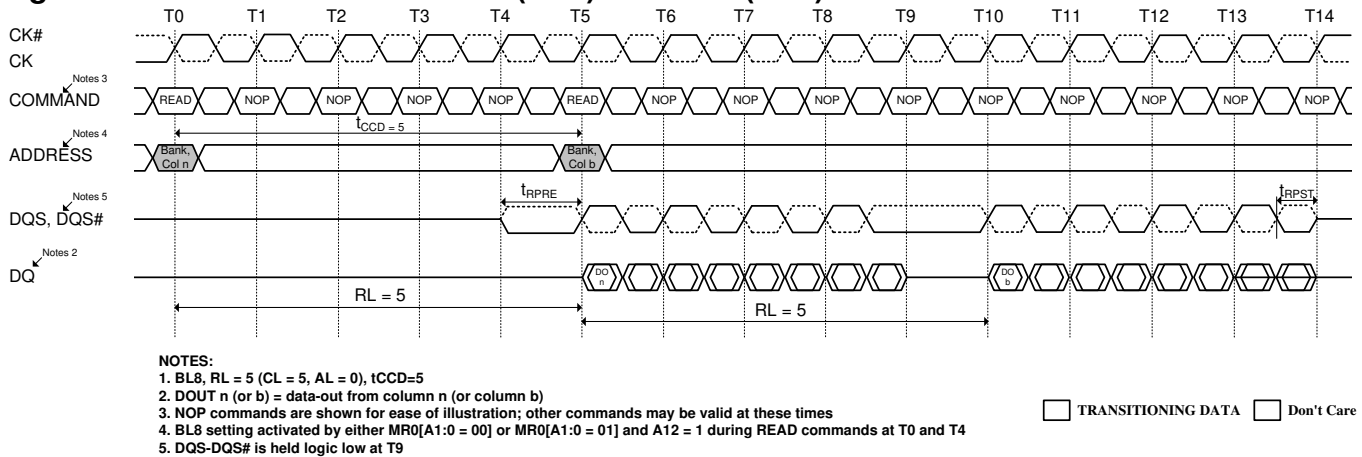 T0 T1 T2 T3 T4 T5 T6 T7 T8 T9 T10 T11 T12 T13 T14
CK#
CK
Notes 3
COMMAND READ NOP NOP NOP NOP READ NOP NOP NOP NOP NOP NOP NOP NOP NOP
tCCD = 5
Notes 4
ADDRESS
Bank, Col n
Bank, Col b
Notes 5
tRPRE
tRPST
DQS, DQS#
Notes 2
DQ
DO n
DO b
RL = 5
RL = 5
NOTES:
1. BL8, RL = 5 (CL = 5, AL = 0), tCCD=5
2. DOUT n (or b) = data-out from column n (or column b)
3. NOP commands are shown for ease of illustration; other commands may be valid at these times
4. BL8 setting activated by either MR0[A1:0 = 00] or MR0[A1:0 = 01] and A12 = 1 during READ commands at T0 and T4
5. DQS-DQS# is held logic low at T9
TRANSITIONING DATA Don't Care